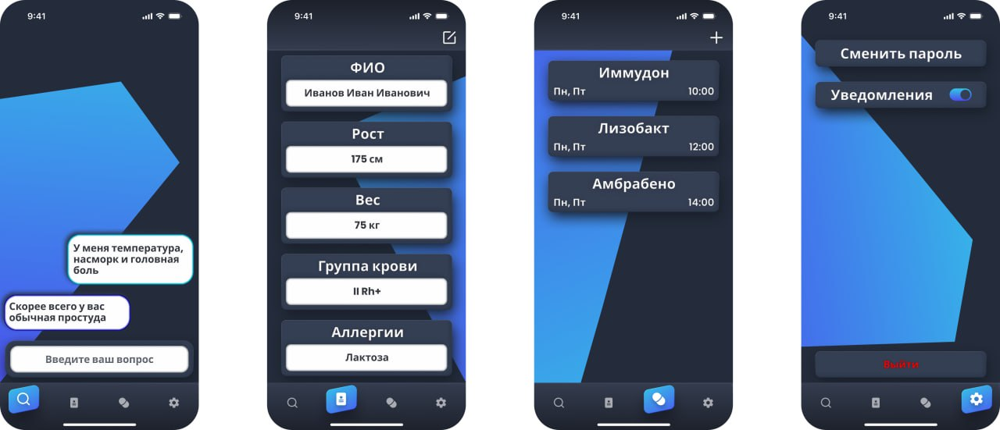 9:41
У меня температура,
насморк и головная
боль
Скорее всего у вас
обычная простуда
Введите ваш вопрос
9:41
ФИО
Иванов Иван Иванович
Рост
175 см
Вес
75 кг
Группа крови
II Rh+
Аллергии
Лактоза
9:41
Иммудон
Пн, Пт 10:00
Лизобакт
Пн, Пт 12:00
Амбрабено
Пн, Пт 14:00
9:41
Сменить пароль
Уведомления
Выйти